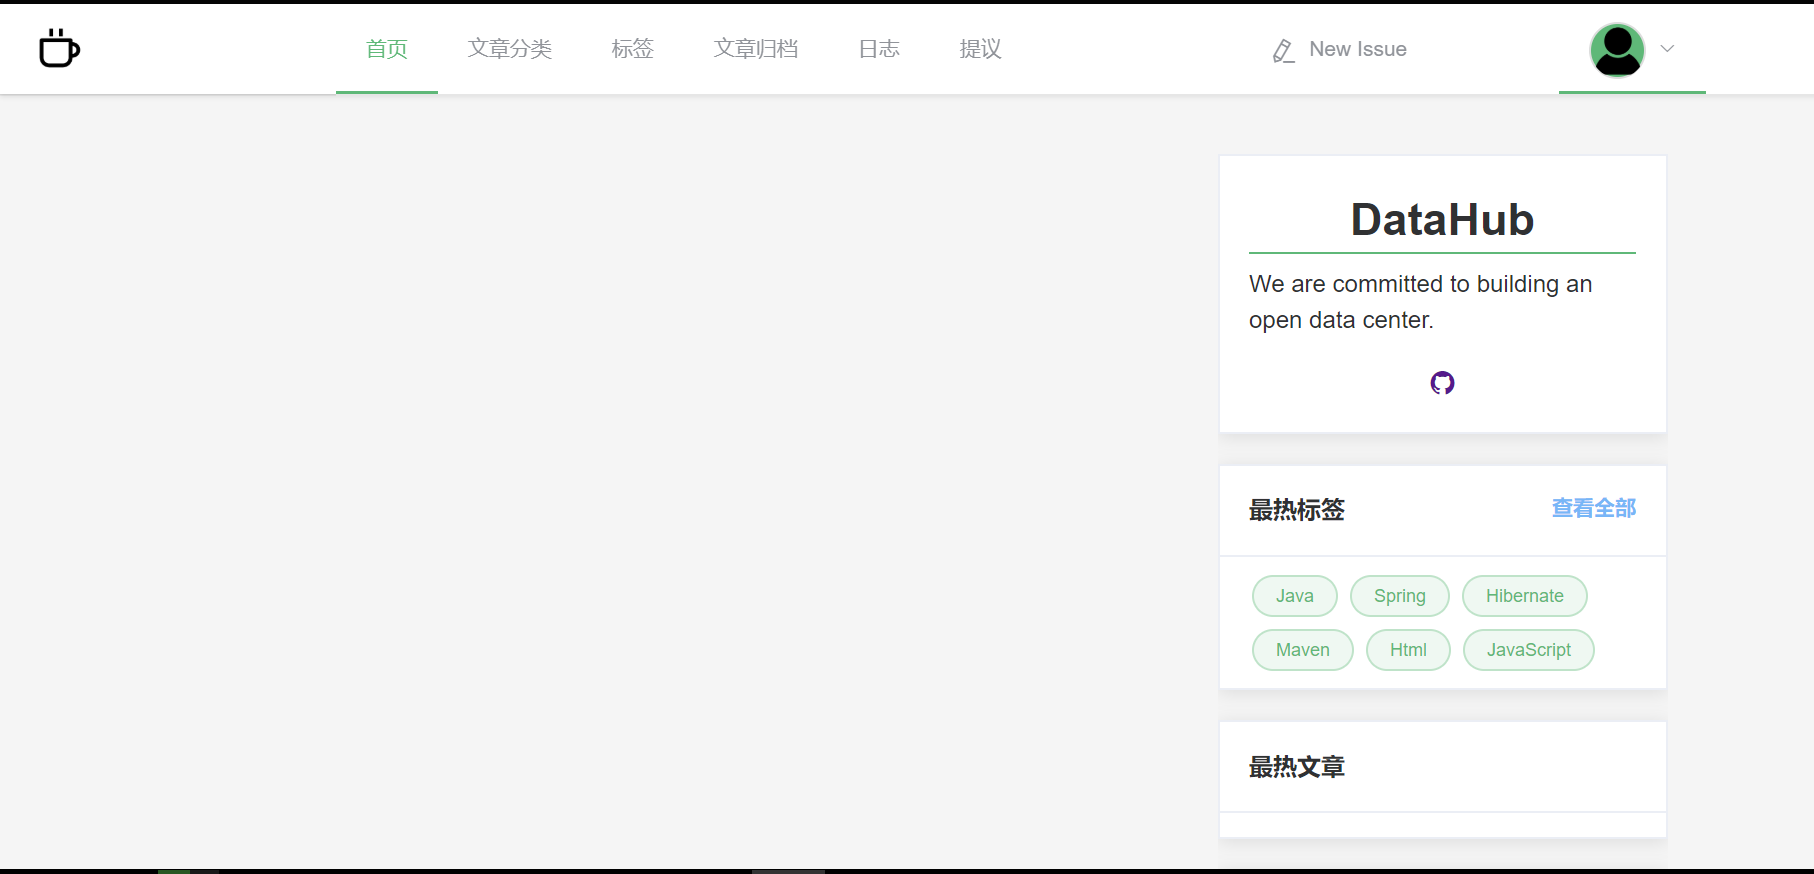 首页 文章分类 标签 文章归档 日志 提议 New Issue
DataHub
We are committed to building an
open data center.
最热标签 查看全部
Java Spring Hibernate
Maven Html JavaScript
最热文章